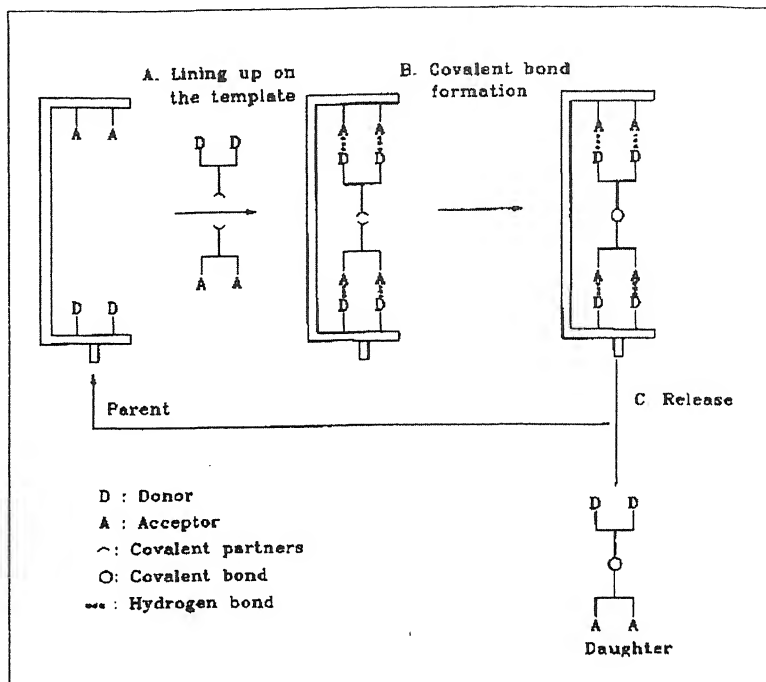 A. Lining up on
the template
B. Covalent bond
formation
A A
D D
A A
D D
A A
D D
A A
D D
A A
D D
D D
A A
A A
D D
Parent
C Release
D : Donor
A : Acceptor
⌢: Covalent partners
O: Covalent bond
••• : Hydrogen bond
D D
A A
Daughter